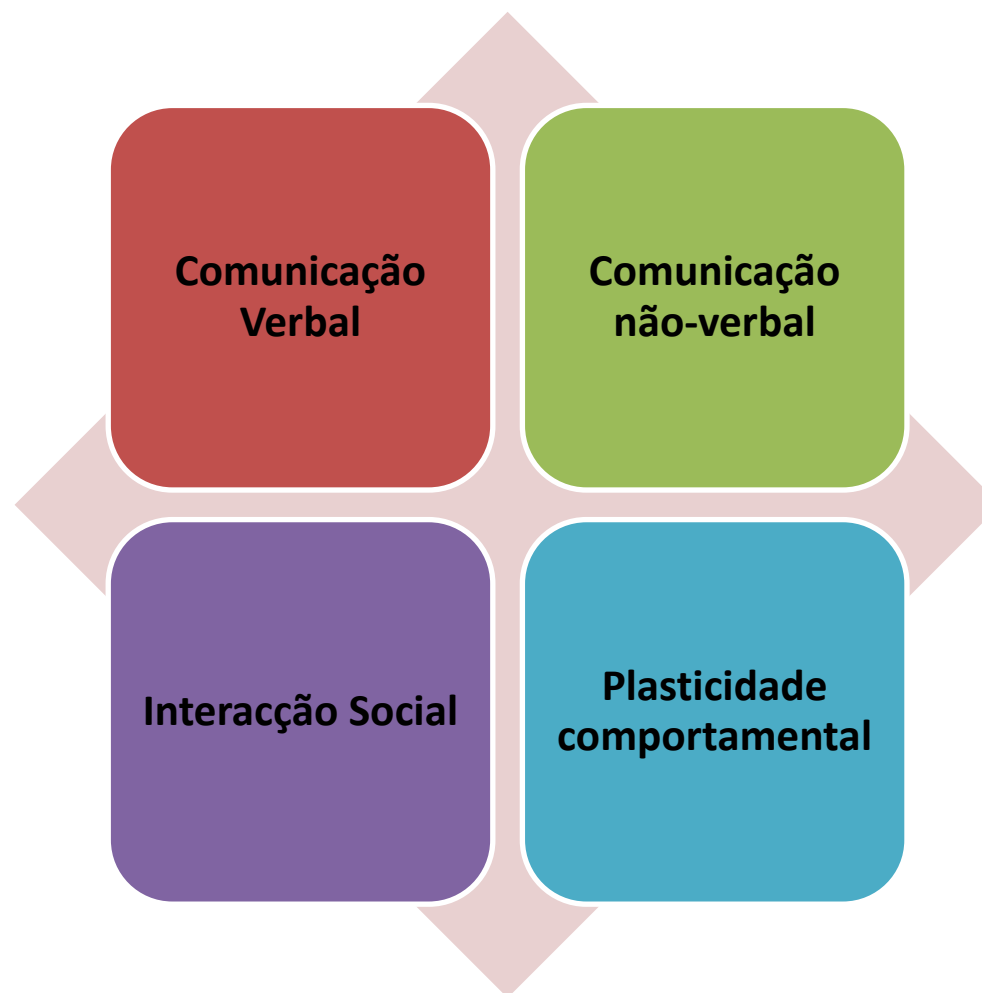 Comunicação
Verbal
Comunicação
não-verbal
Interacção Social
Plasticidade
comportamental